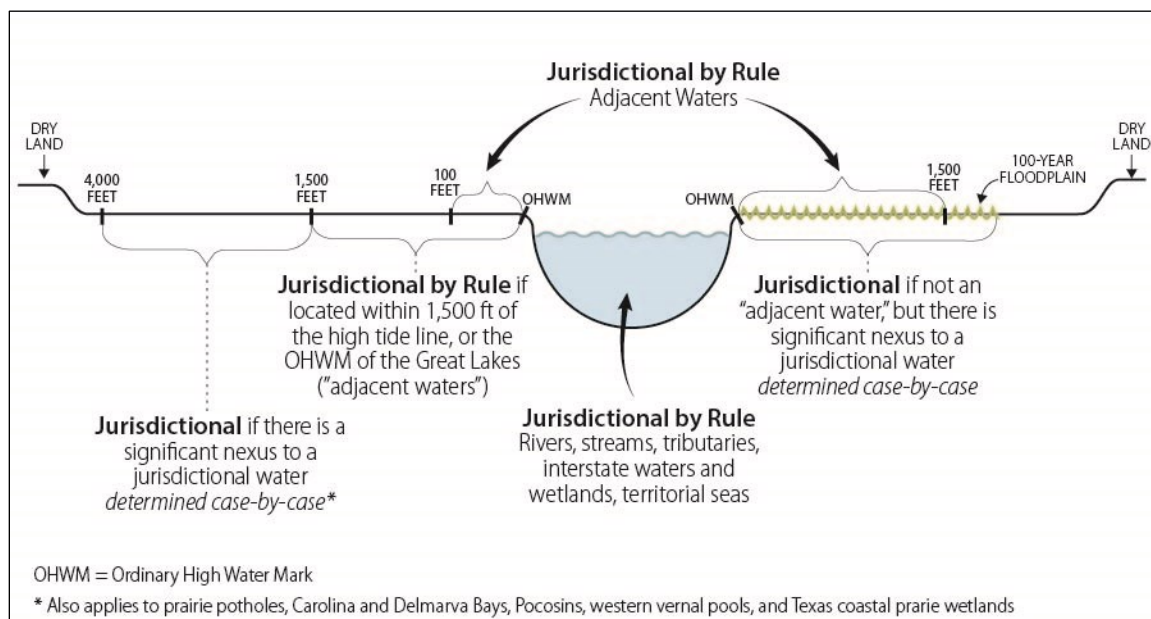 Jurisdictional by Rule
Adjacent Waters
DRY
LAND
4,000
FEET
1,500
FEET
100
FEET
OHWM
OHWM
1,500
FEET
100-YEAR
FLOODPLAIN
DRY
LAND
Jurisdictional by Rule if
located within 1,500 ft of
the high tide line, or the
OHWM of the Great Lakes
("adjacent waters")
Jurisdictional if not an
"adjacent water," but there is
significant nexus to a
jurisdictional water
determined case-by-case
Jurisdictional if there is a
significant nexus to a
jurisdictional water
determined case-by-case*
Jurisdictional by Rule
Rivers, streams, tributaries,
interstate waters and
wetlands, territorial seas
OHWM = Ordinary High Water Mark
* Also applies to prairie potholes, Carolina and Delmarva Bays, Pocosins, western vernal pools, and Texas coastal prarie wetlands